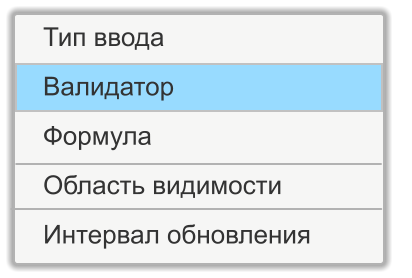 Тип ввода
Валидатор
Формула
Область видимости
Интервал обновления